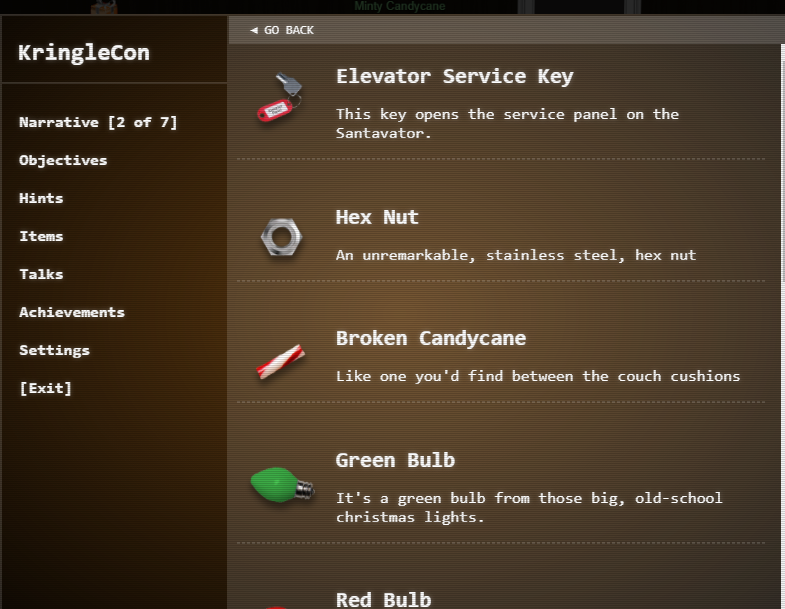 Minty Candycane
◄ GO BACK
KringleCon
Narrative [2 of 7]
Objectives
Hints
Items
Talks
Achievements
Settings
[Exit]
Elevator Service Key
This key opens the service panel on the
Santavator.
Hex Nut
An unremarkable, stainless steel, hex nut
Broken Candycane
Like one you'd find between the couch cushions
Green Bulb
It's a green bulb from those big, old-school
christmas lights.
Red Bulb